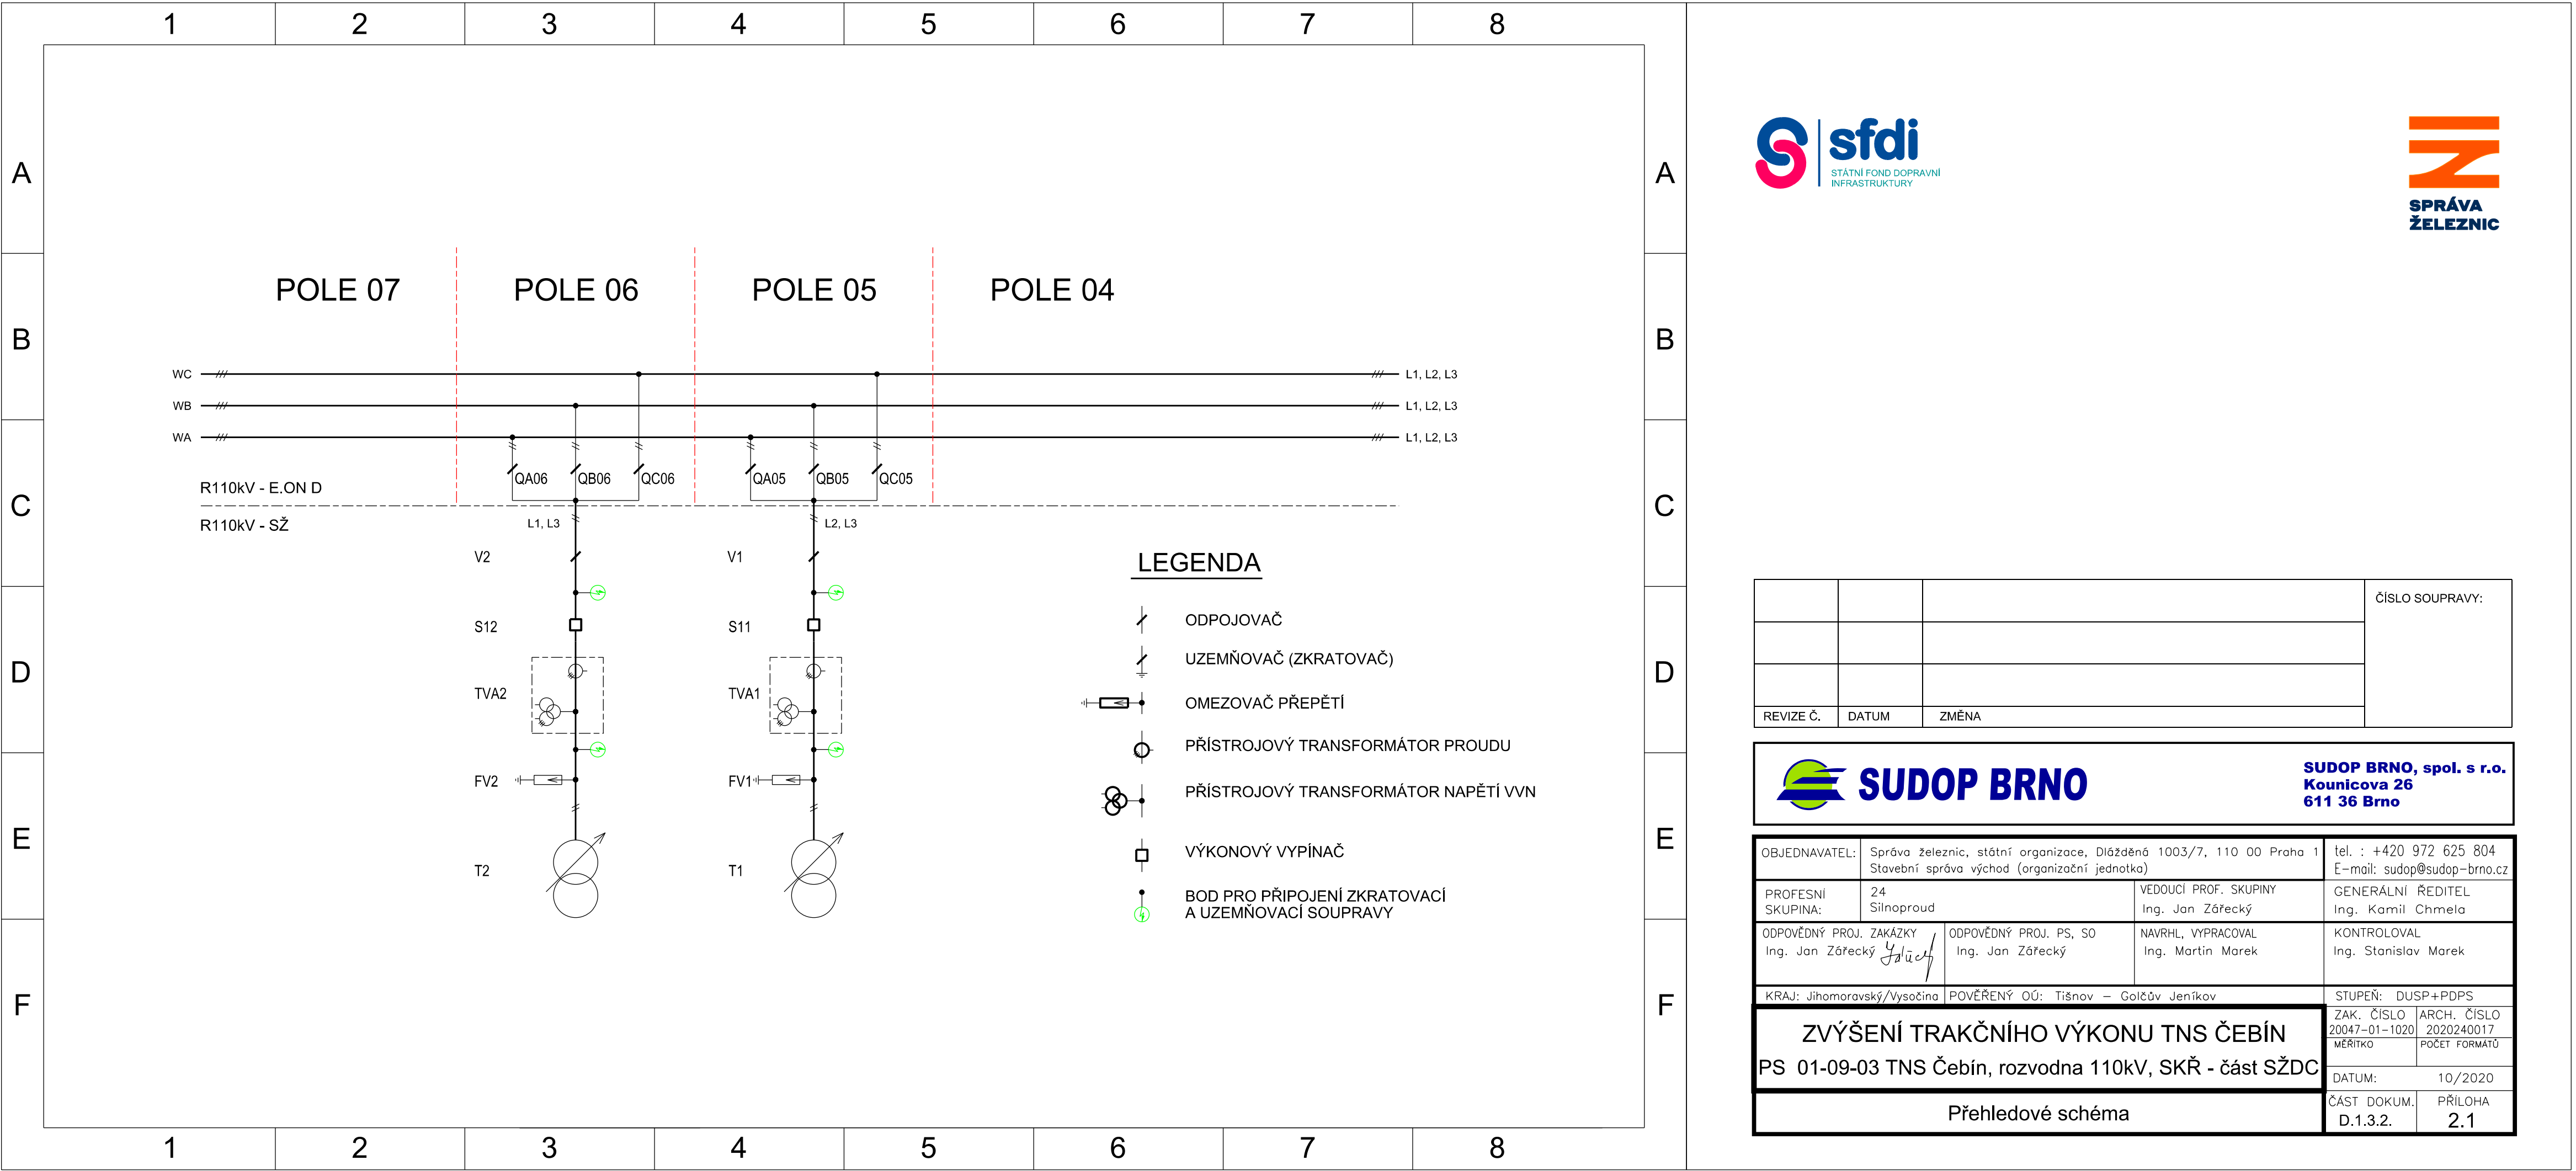 1 2 3 4 5 6 7 8
A A
B B
C C
D D
E E
F F
1 2 3 4 5 6 7 8
POLE 07 POLE 06 POLE 05 POLE 04
WC L1, L2, L3
WB L1, L2, L3
WA L1, L2, L3
QA06 QB06 QC06 QA05 QB05 QC05
R110kV - E.ON D
R110kV - SŽ
L1, L3 L2, L3
V2 V1
S12 S11
TVA2 TVA1
FV2 FV1
T2 T1
LEGENDA
ODPOJOVAČ
UZEMŇOVAČ (ZKRATOVAČ)
OMEZOVAČ PŘEPĚTÍ
PŘÍSTROJOVÝ TRANSFORMÁTOR PROUDU
PŘÍSTROJOVÝ TRANSFORMÁTOR NAPĚTÍ VVN
VÝKONOVÝ VYPÍNAČ
BOD PRO PŘIPOJENÍ ZKRATOVACÍ
A UZEMŇOVACÍ SOUPRAVY
sfdi
STÁTNÍ FOND DOPRAVNÍ
INFRASTRUKTURY
SPRÁVA
ŽELEZNIC
ČÍSLO SOUPRAVY:
REVIZE Č. DATUM ZMĚNA
SUDOP BRNO
SUDOP BRNO, spol. s r.o.
Kounicova 26
611 36 Brno
OBJEDNAVATEL: Správa železnic, státní organizace, Dlážděná 1003/7, 110 00 Praha 1
Stavební správa východ (organizační jednotka)
tel. : +420 972 625 804
E-mail: sudop@sudop-brno.cz
PROFESNÍ
SKUPINA:
24
Silnoproud
VEDOUCÍ PROF. SKUPINY
Ing. Jan Zářecký
GENERÁLNÍ ŘEDITEL
Ing. Kamil Chmela
ODPOVĚDNÝ PROJ. ZAKÁZKY
Ing. Jan Zářecký
ODPOVĚDNÝ PROJ. PS, SO
Ing. Jan Zářecký
NAVRHL, VYPRACOVAL
Ing. Martin Marek
KONTROLOVAL
Ing. Stanislav Marek
KRAJ: Jihomoravský/Vysočina POVĚŘENÝ OÚ: Tišnov – Golčův Jeníkov
STUPEŇ: DUSP+PDPS
ZVÝŠENÍ TRAKČNÍHO VÝKONU TNS ČEBÍN
PS 01-09-03 TNS Čebín, rozvodna 110kV, SKŘ - část SŽDC
Přehledové schéma
ZAK. ČÍSLO
20047-01-1020
ARCH. ČÍSLO
2020240017
MĚŘÍTKO
POČET FORMÁTŮ
DATUM: 10/2020
ČÁST DOKUM.
D.1.3.2.
PŘÍLOHA
2.1